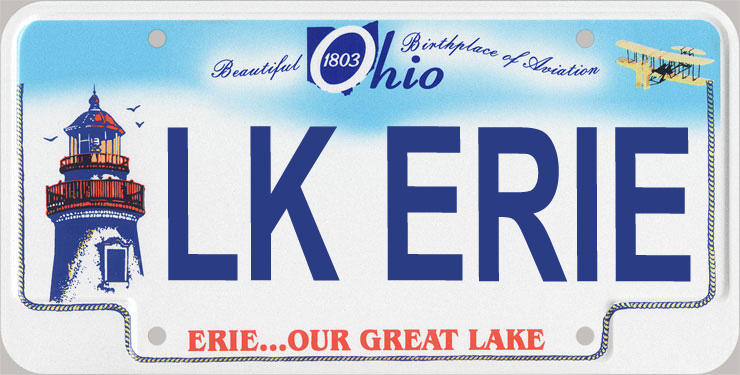 Beautiful Ohio Birthplace of Aviation
1803
LK ERIE
ERIE...OUR GREAT LAKE